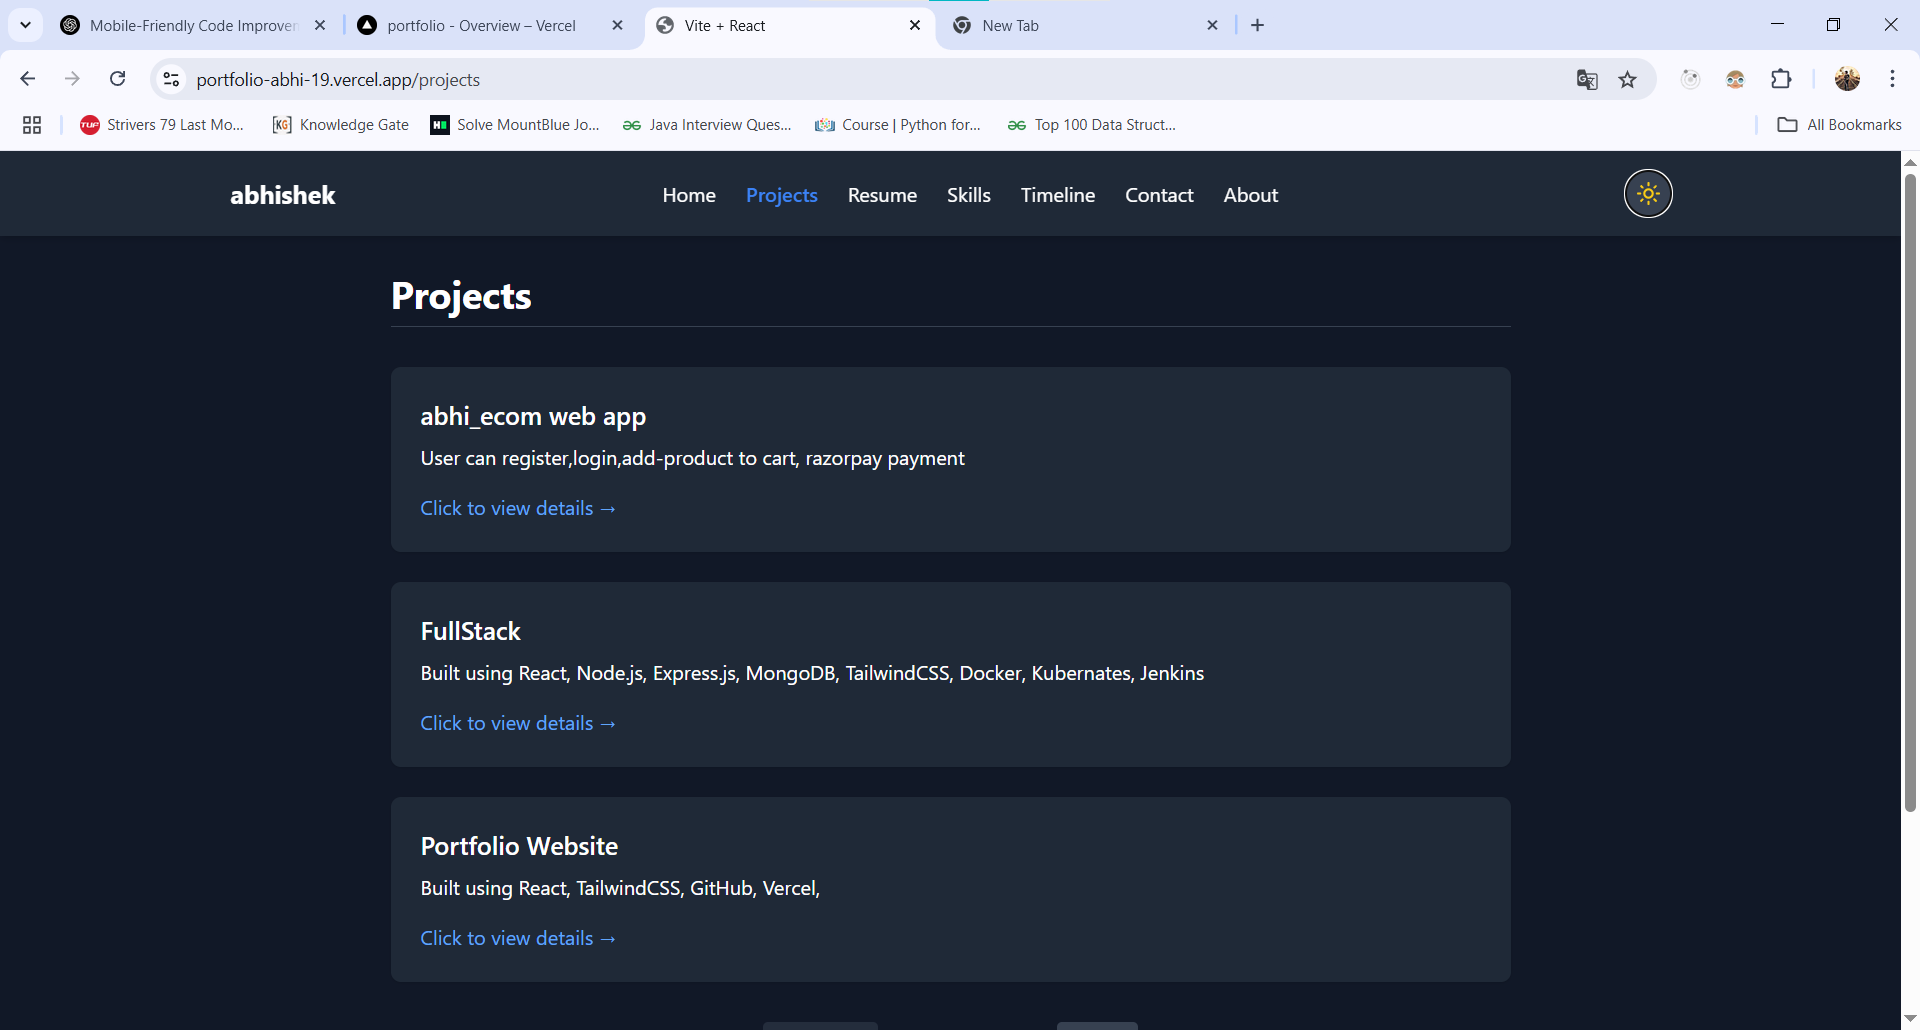 Mobile-Friendly Code Improven
portfolio - Overview – Vercel
Vite + React
New Tab
portfolio-abhi-19.vercel.app/projects
TUF Strivers 79 Last Mo...
[KG] Knowledge Gate
H Solve MountBlue Jo...
Java Interview Ques...
Course | Python for...
Top 100 Data Struct...
All Bookmarks
abhishek
Home Projects Resume Skills Timeline Contact About
Projects
abhi_ecom web app
User can register,login,add-product to cart, razorpay payment
Click to view details →
FullStack
Built using React, Node.js, Express.js, MongoDB, TailwindCSS, Docker, Kubernates, Jenkins
Click to view details →
Portfolio Website
Built using React, TailwindCSS, GitHub, Vercel,
Click to view details →